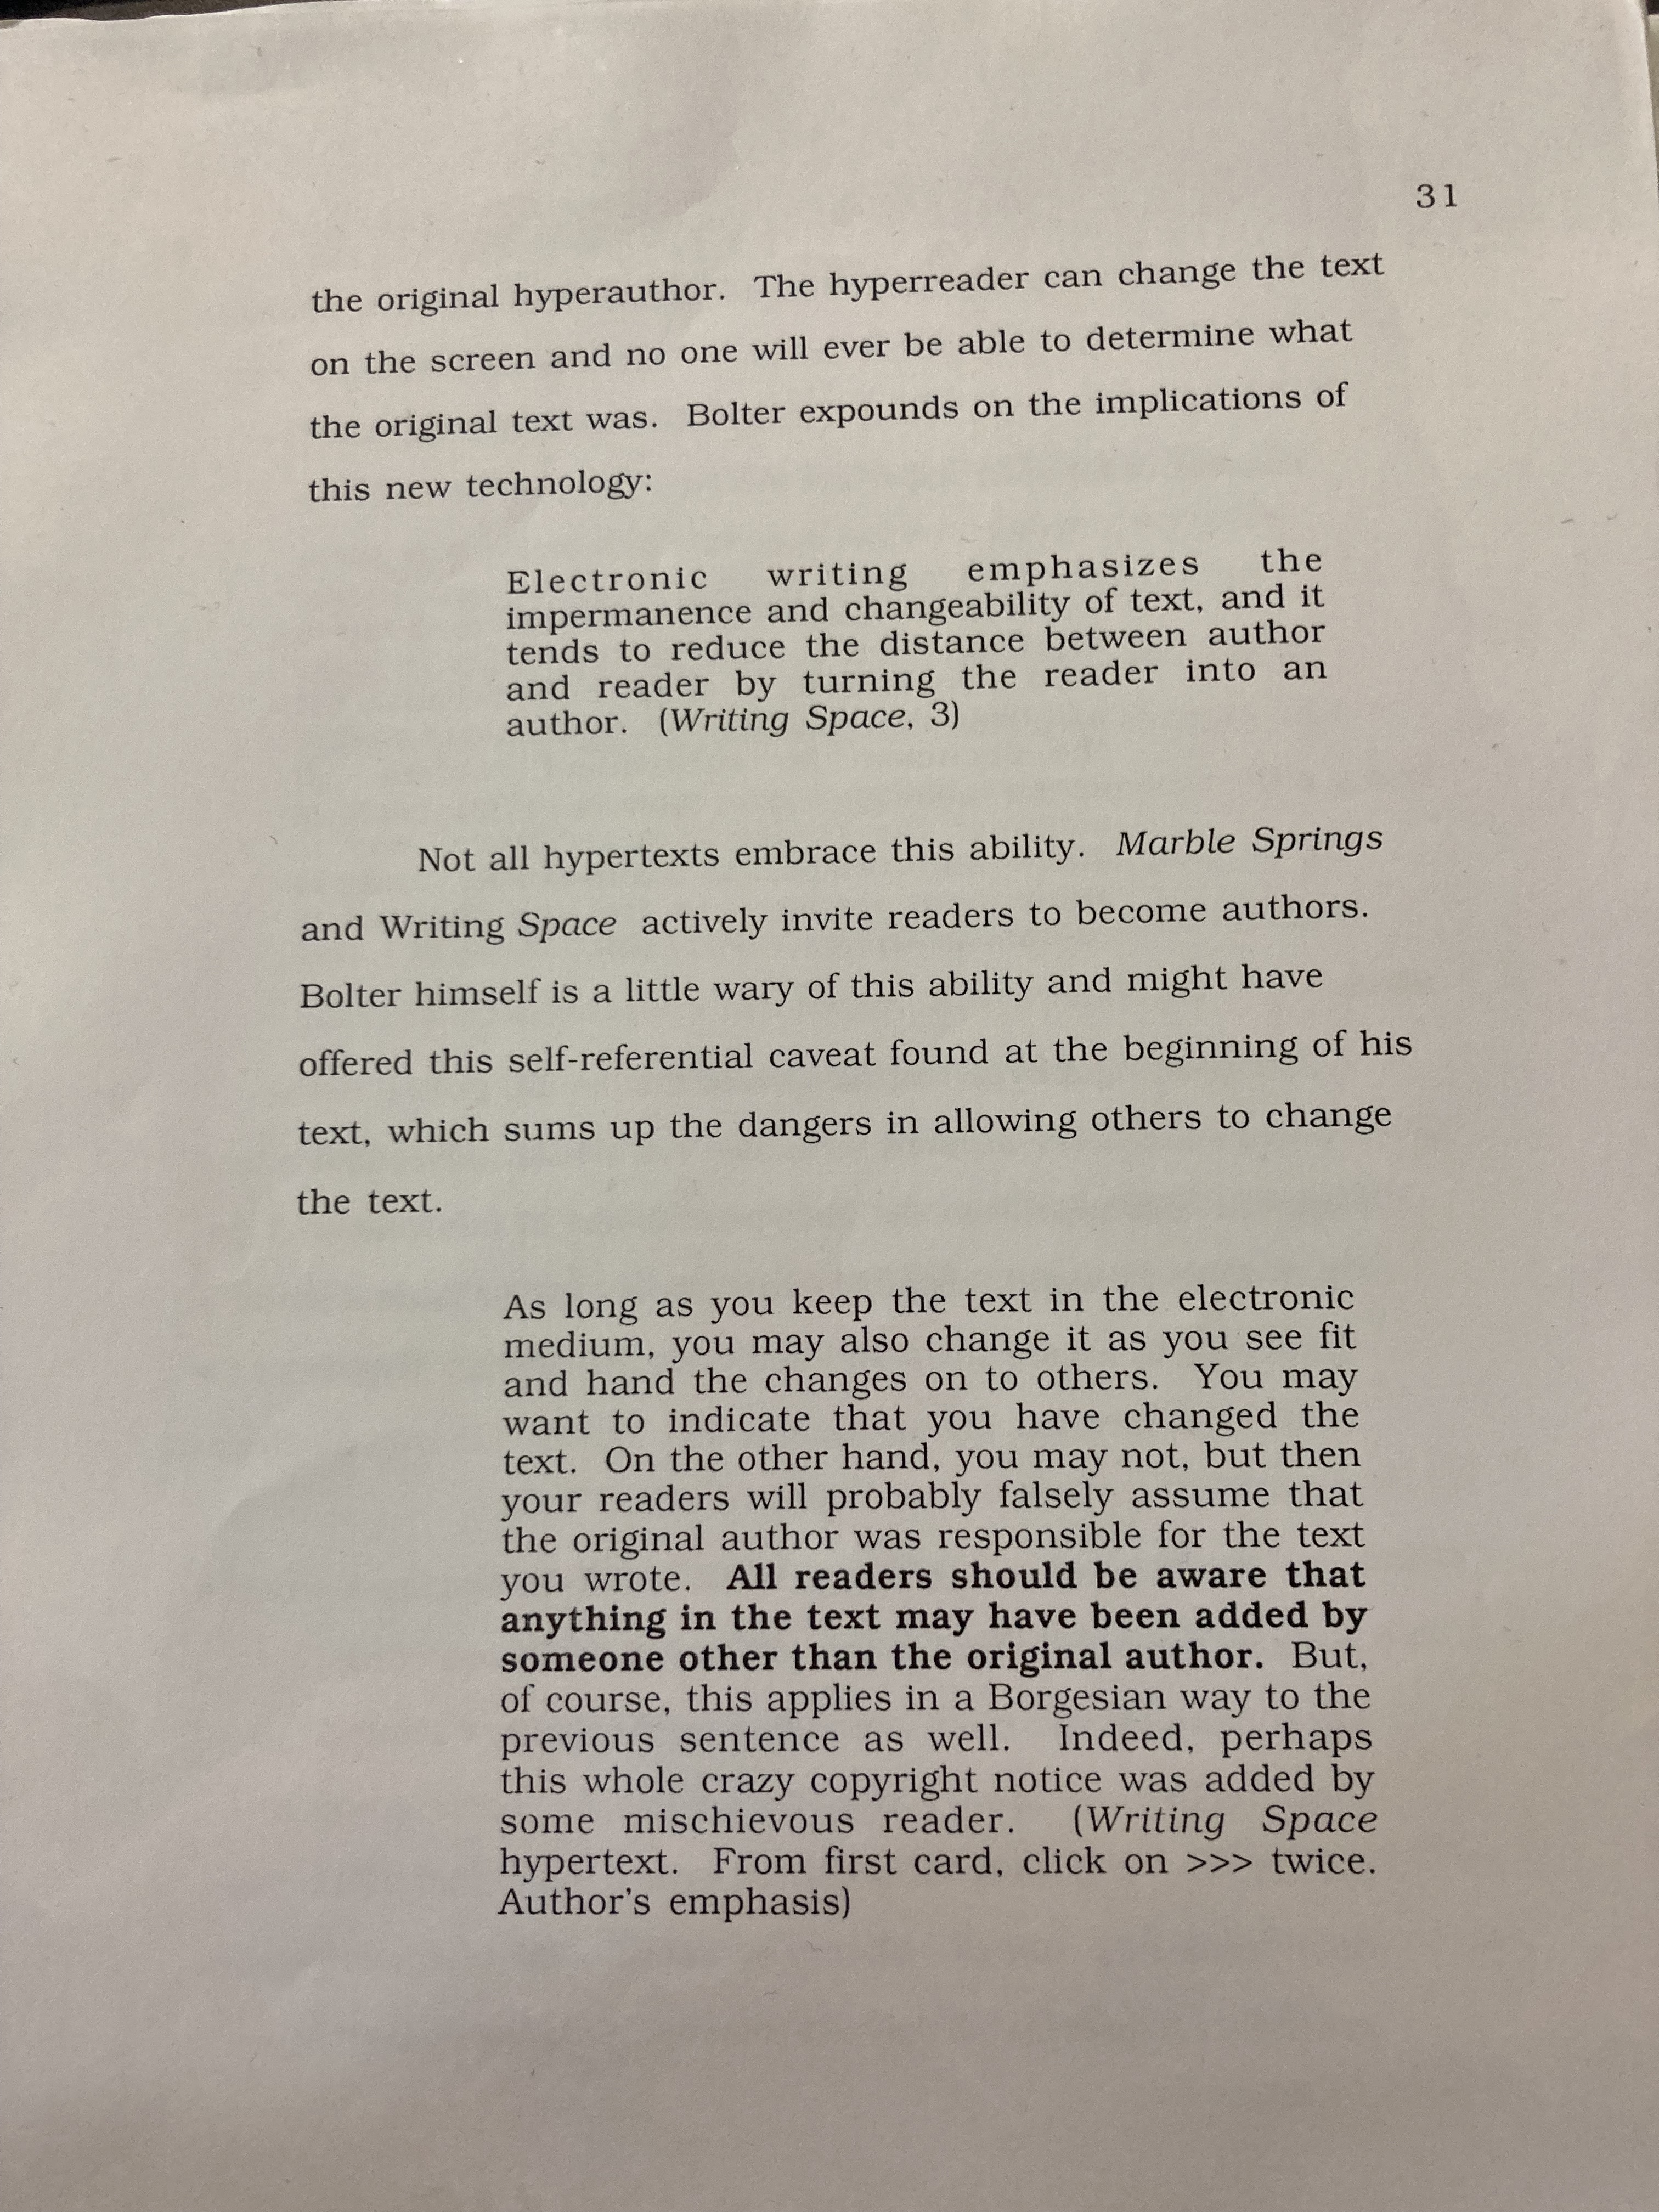 31
the original hyperauthor. The hyperreader can change the text
on the screen and no one will ever be able to determine what
the original text was. Bolter expounds on the implications of
this new technology:
Electronic writing emphasizes the
impermanence and changeability of text, and it
tends to reduce the distance between author
and reader by turning the reader into an
author. (Writing Space, 3)
Not all hypertexts embrace this ability. Marble Springs
and Writing Space actively invite readers to become authors.
Bolter himself is a little wary of this ability and might have
offered this self-referential caveat found at the beginning of his
text, which sums up the dangers in allowing others to change
the text.
As long as you keep the text in the electronic
medium, you may also change it as you see fit
and hand the changes on to others. You may
want to indicate that you have changed the
text. On the other hand, you may not, but then
your readers will probably falsely assume that
the original author was responsible for the text
you wrote. All readers should be aware that
anything in the text may have been added by
someone other than the original author. But,
of course, this applies in a Borgesian way to the
previous sentence as well. Indeed, perhaps
this whole crazy copyright notice was added by
some mischievous reader. (Writing Space
hypertext. From first card, click on >>> twice.
Author's emphasis)